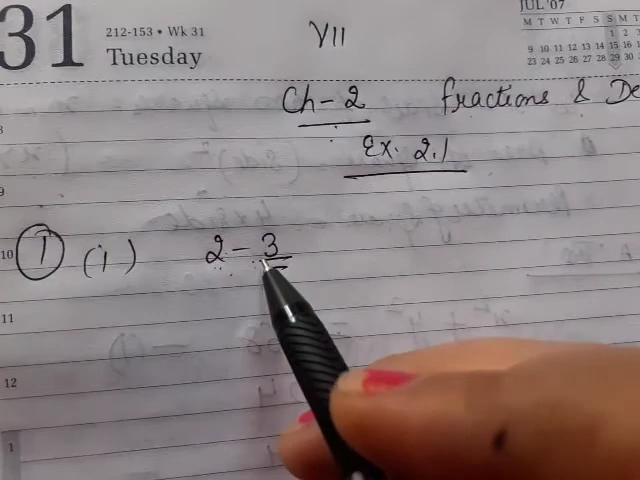 31
212-153 • Wk 31
Tuesday
JUL '07
M T W T F S S M T
1 2 3
9 10 11 12 13 14 15 16
23 24 25 26 27 28 29 30
VII
Ch-2 fractions & De
Ex. 2.1
8
9
10 1 (i) 2 - 3
11
12
1